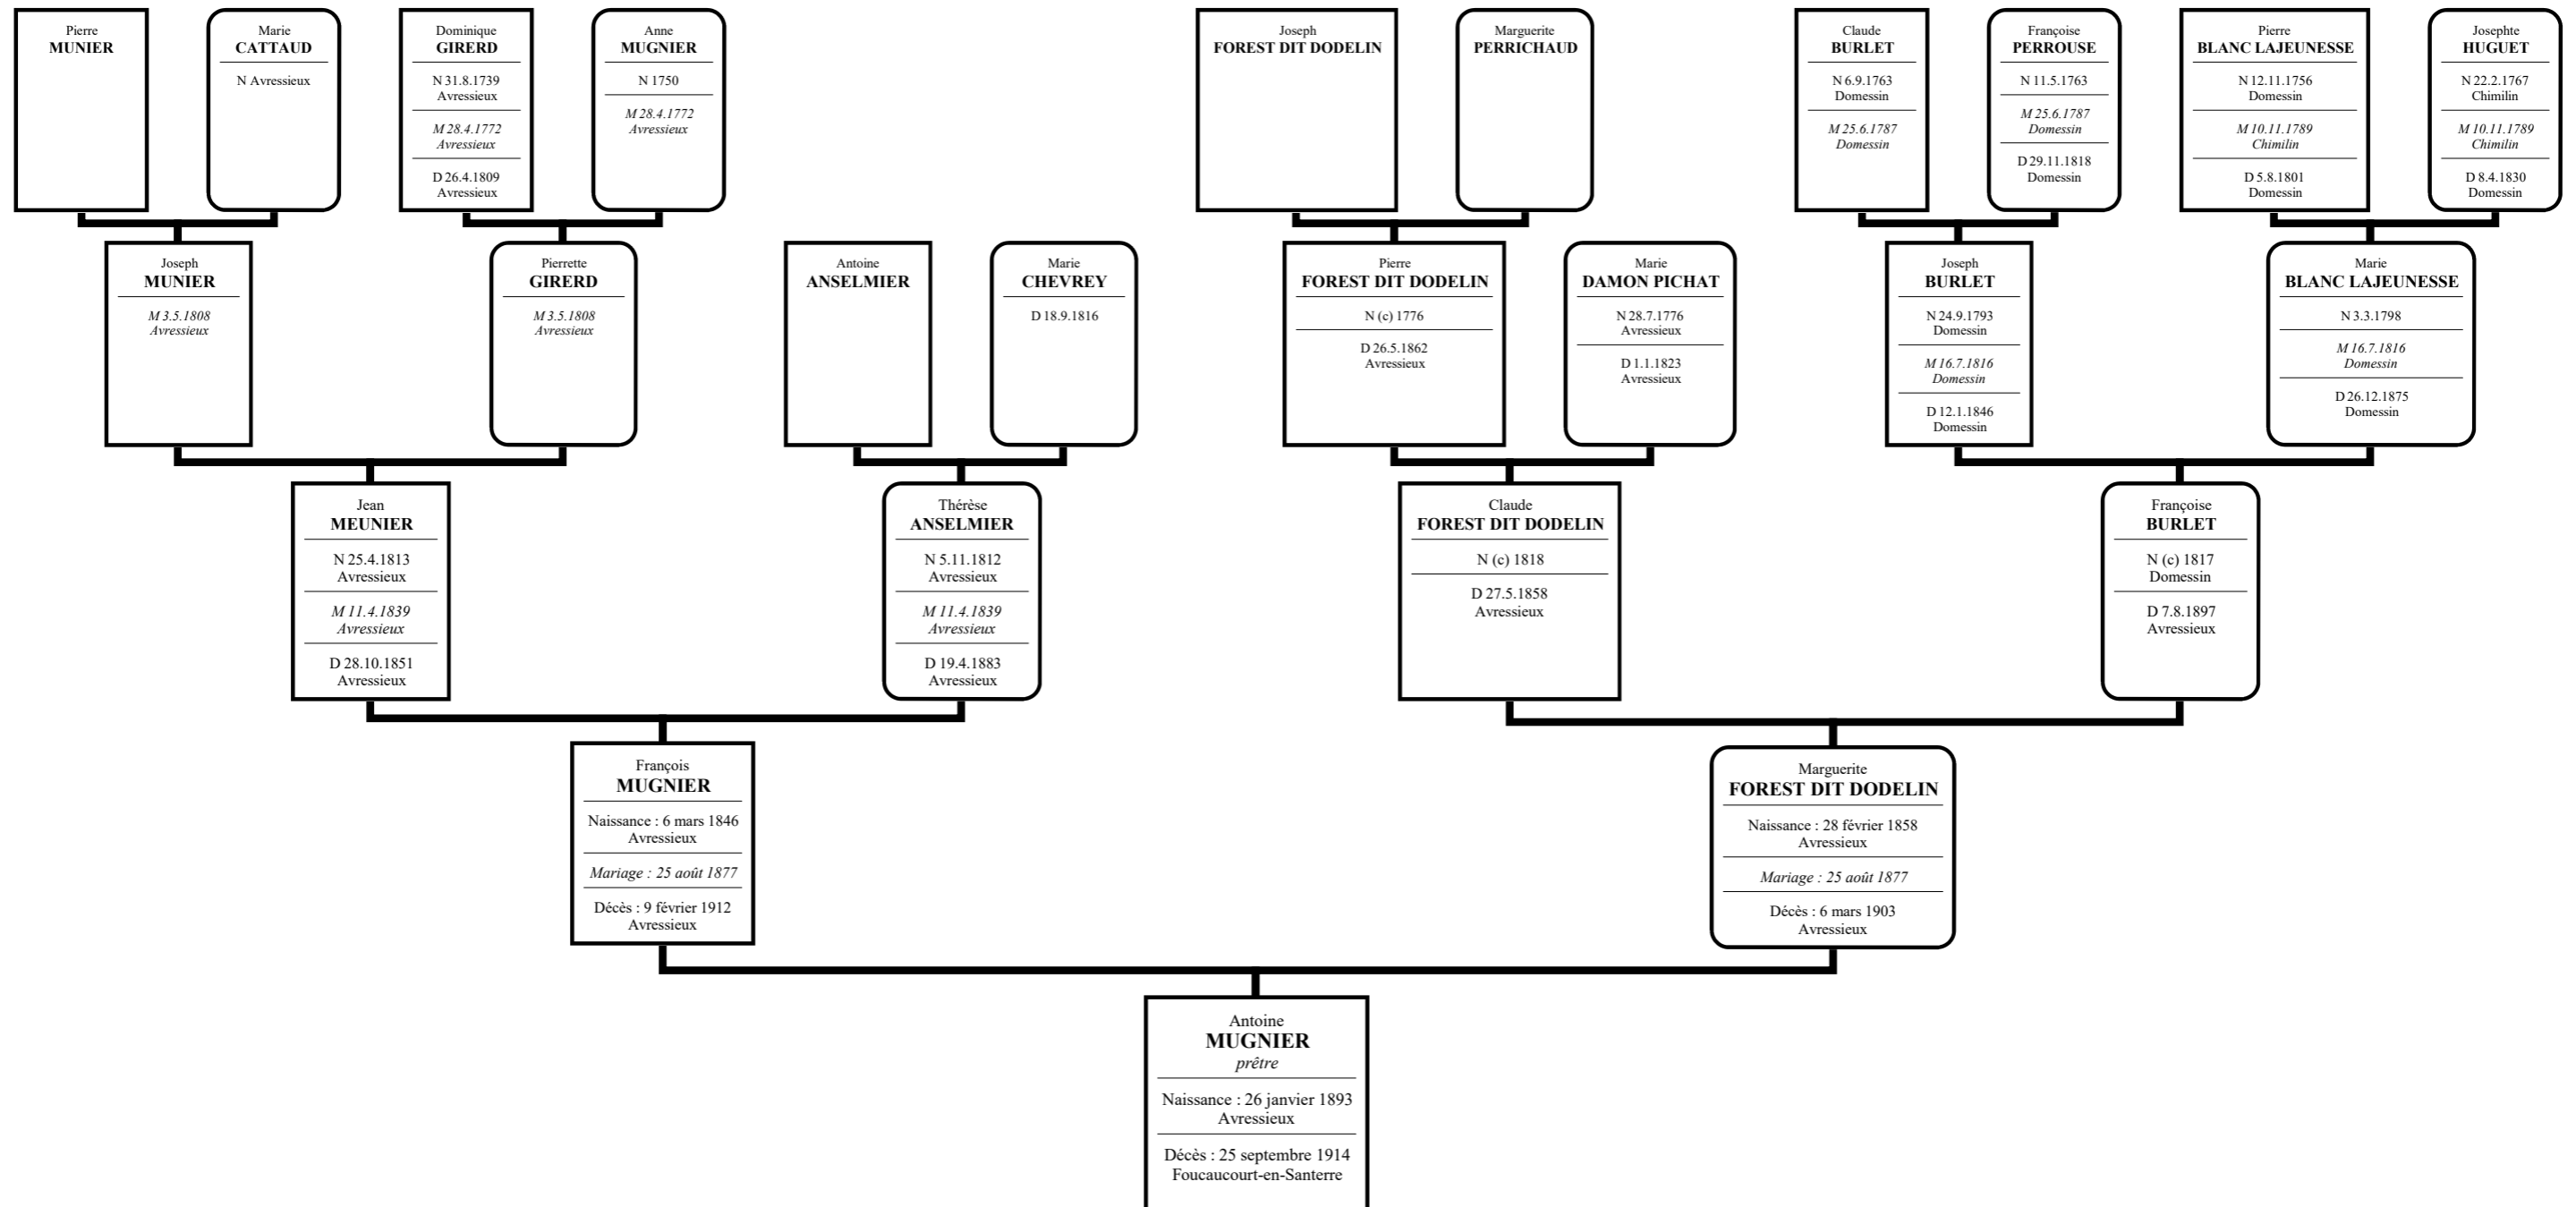 Pierre
MUNIER
Marie
CATTAUD
N Avressieux
Dominique
GIRERD
N 31.8.1739
Avressieux
M 28.4.1772
Avressieux
D 26.4.1809
Avressieux
Anne
MUGNIER
N 1750
M 28.4.1772
Avressieux
Joseph
FOREST DIT DODELIN
Marguerite
PERRICHAUD
Claude
BURLET
N 6.9.1763
Domessin
M 25.6.1787
Domessin
Françoise
PERROUSE
N 11.5.1763
M 25.6.1787
Domessin
D 29.11.1818
Domessin
Pierre
BLANC LAJEUNESSE
N 12.11.1756
Domessin
M 10.11.1789
Chimilin
D 5.8.1801
Domessin
Josephte
HUGUET
N 22.2.1767
Chimilin
M 10.11.1789
Chimilin
D 8.4.1830
Domessin
Joseph
MUNIER
M 3.5.1808
Avressieux
Pierrette
GIRERD
M 3.5.1808
Avressieux
Antoine
ANSELMIER
Marie
CHEVREY
D 18.9.1816
Pierre
FOREST DIT DODELIN
N (c) 1776
D 26.5.1862
Avressieux
Marie
DAMON PICHAT
N 28.7.1776
Avressieux
D 1.1.1823
Avressieux
Joseph
BURLET
N 24.9.1793
Domessin
M 16.7.1816
Domessin
D 12.1.1846
Domessin
Marie
BLANC LAJEUNESSE
N 3.3.1798
M 16.7.1816
Domessin
D 26.12.1875
Domessin
Jean
MEUNIER
N 25.4.1813
Avressieux
M 11.4.1839
Avressieux
D 28.10.1851
Avressieux
Thérèse
ANSELMIER
N 5.11.1812
Avressieux
M 11.4.1839
Avressieux
D 19.4.1883
Avressieux
Claude
FOREST DIT DODELIN
N (c) 1818
D 27.5.1858
Avressieux
Françoise
BURLET
N (c) 1817
Domessin
D 7.8.1897
Avressieux
François
MUGNIER
Naissance : 6 mars 1846
Avressieux
Mariage : 25 août 1877
Décès : 9 février 1912
Avressieux
Marguerite
FOREST DIT DODELIN
Naissance : 28 février 1858
Avressieux
Mariage : 25 août 1877
Décès : 6 mars 1903
Avressieux
Antoine
MUGNIER
prêtre
Naissance : 26 janvier 1893
Avressieux
Décès : 25 septembre 1914
Foucaucourt-en-Santerre